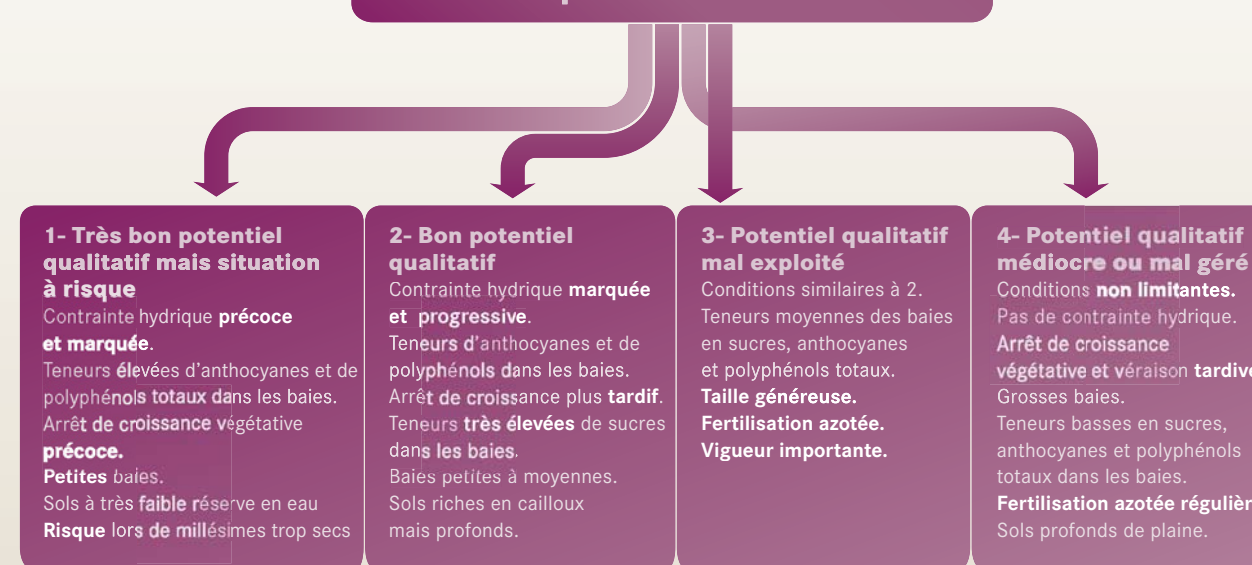 1- Très bon potentiel
qualitatif mais situation
à risque
Contrainte hydrique précoce
et marquée.
Teneurs élevées d'anthocyanes et de
polyphénols totaux dans les baies.
Arrêt de croissance végétative
précoce.
Petites baies.
Sols à très faible réserve en eau
Risque lors de millésimes trop secs
2- Bon potentiel
qualitatif
Contrainte hydrique marquée
et progressive.
Teneurs d'anthocyanes et de
polyphénols dans les baies.
Arrêt de croissance plus tardif.
Teneurs très élevées de sucres
dans les baies.
Baies petites à moyennes.
Sols riches en cailloux
mais profonds.
3- Potentiel qualitatif
mal exploité
Conditions similaires à 2.
Teneurs moyennes des baies
en sucres, anthocyanes
et polyphénols totaux.
Taille généreuse.
Fertilisation azotée.
Vigueur importante.
4- Potentiel qualitatif
médiocre ou mal géré
Conditions non limitantes.
Pas de contrainte hydrique.
Arrêt de croissance
végétative et véraison
Grosses baies.
Teneurs basses en sucres,
anthocyanes et polyphénols
totaux dans les baies.
Fertilisation azotée
Sols profonds de plaine.